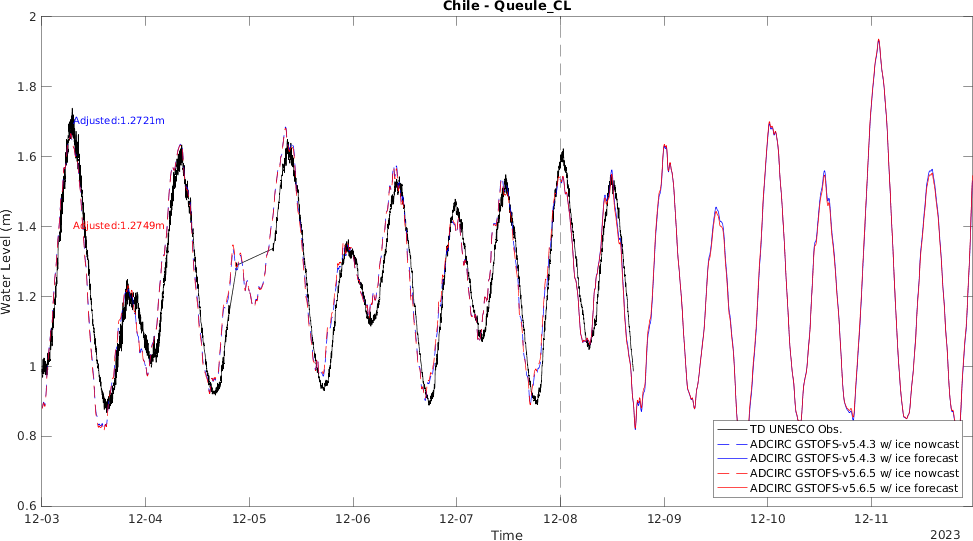 Chile - Queule_CL
2
1.8
1.6
1.4
1.2
1
0.8
0.6
Water Level (m)
Adjusted:1.2721m
Adjusted:1.2749m
TD UNESCO Obs.
ADCIRC GSTOFS-v5.4.3 w/ ice nowcast
ADCIRC GSTOFS-v5.4.3 w/ ice forecast
ADCIRC GSTOFS-v5.6.5 w/ ice nowcast
ADCIRC GSTOFS-v5.6.5 w/ ice forecast
12-03 12-04 12-05 12-06 12-07 12-08 12-09 12-10 12-11
Time
2023